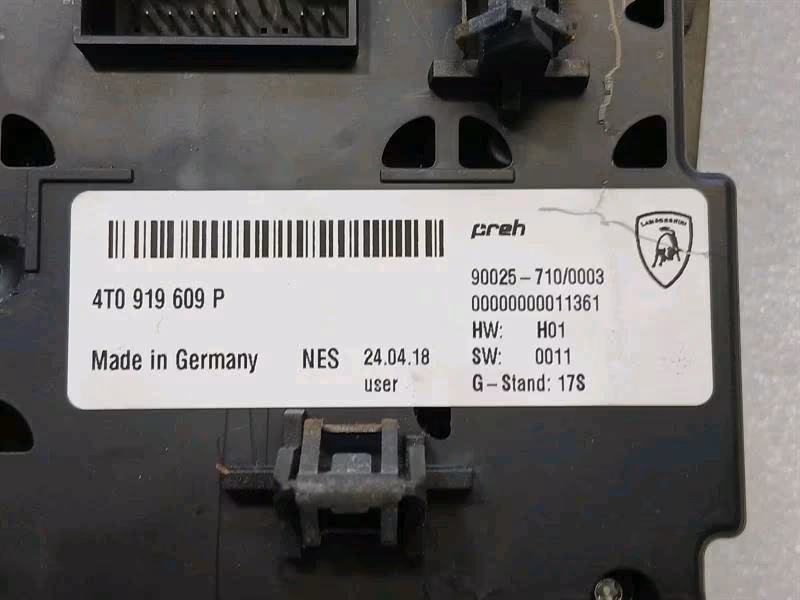 preh
LAMBORGHINI
90025-710/0003
4T0 919 609 P
00000000011361
HW: H01
Made in Germany NES 24.04.18
SW: 0011
user
G-Stand: 17S